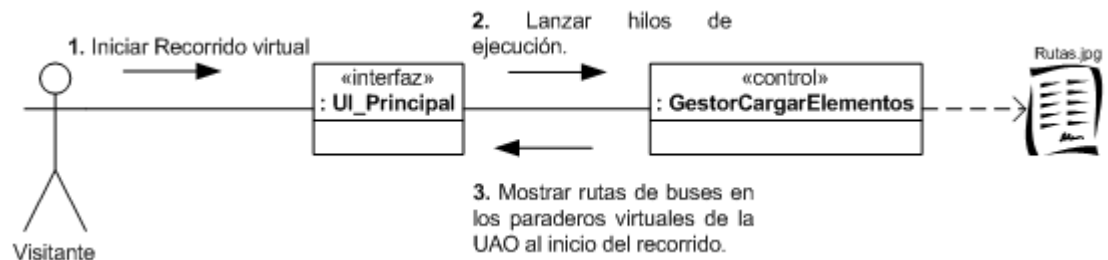 1. Iniciar Recorrido virtual
2. Lanzar hilos de
ejecución.
«interfaz»
: UI_Principal
«control»
: GestorCargarElementos
Rutas.jpg
3. Mostrar rutas de buses en
los paraderos virtuales de la
UAO al inicio del recorrido.
Visitante